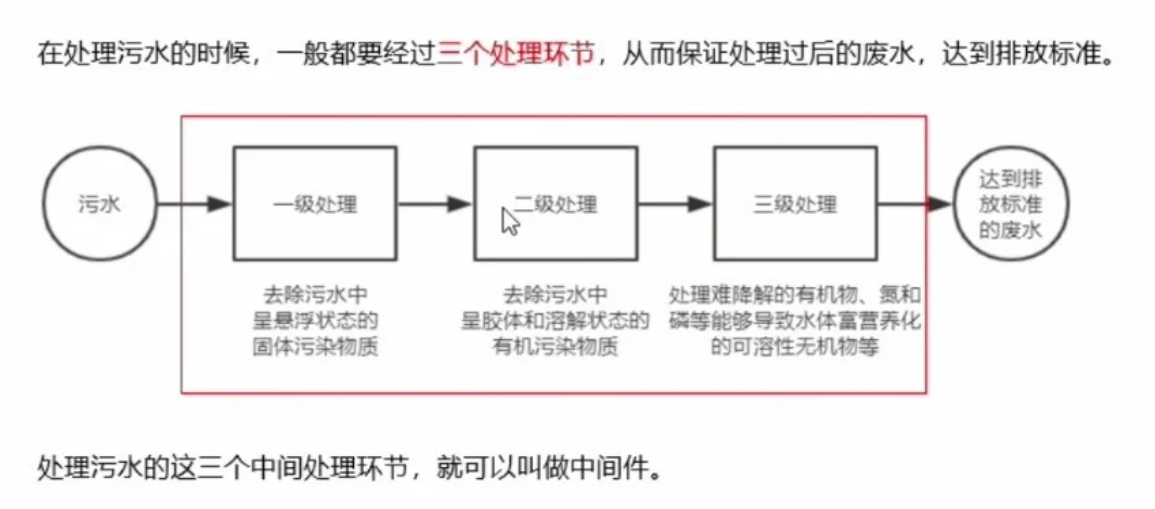 在处理污水的时候，一般都要经过三个处理环节，从而保证处理过后的废水，达到排放标准。
污水
一级处理
二级处理
三级处理
达到排
放标准
的废水
去除污水中
呈悬浮状态的
固体污染物质
去除污水中
呈胶体和溶解状态的
有机污染物质
处理难降解的有机物、氮和
磷等能够导致水体富营养化
的可溶性无机物等
处理污水的这三个中间处理环节，就可以叫做中间件。